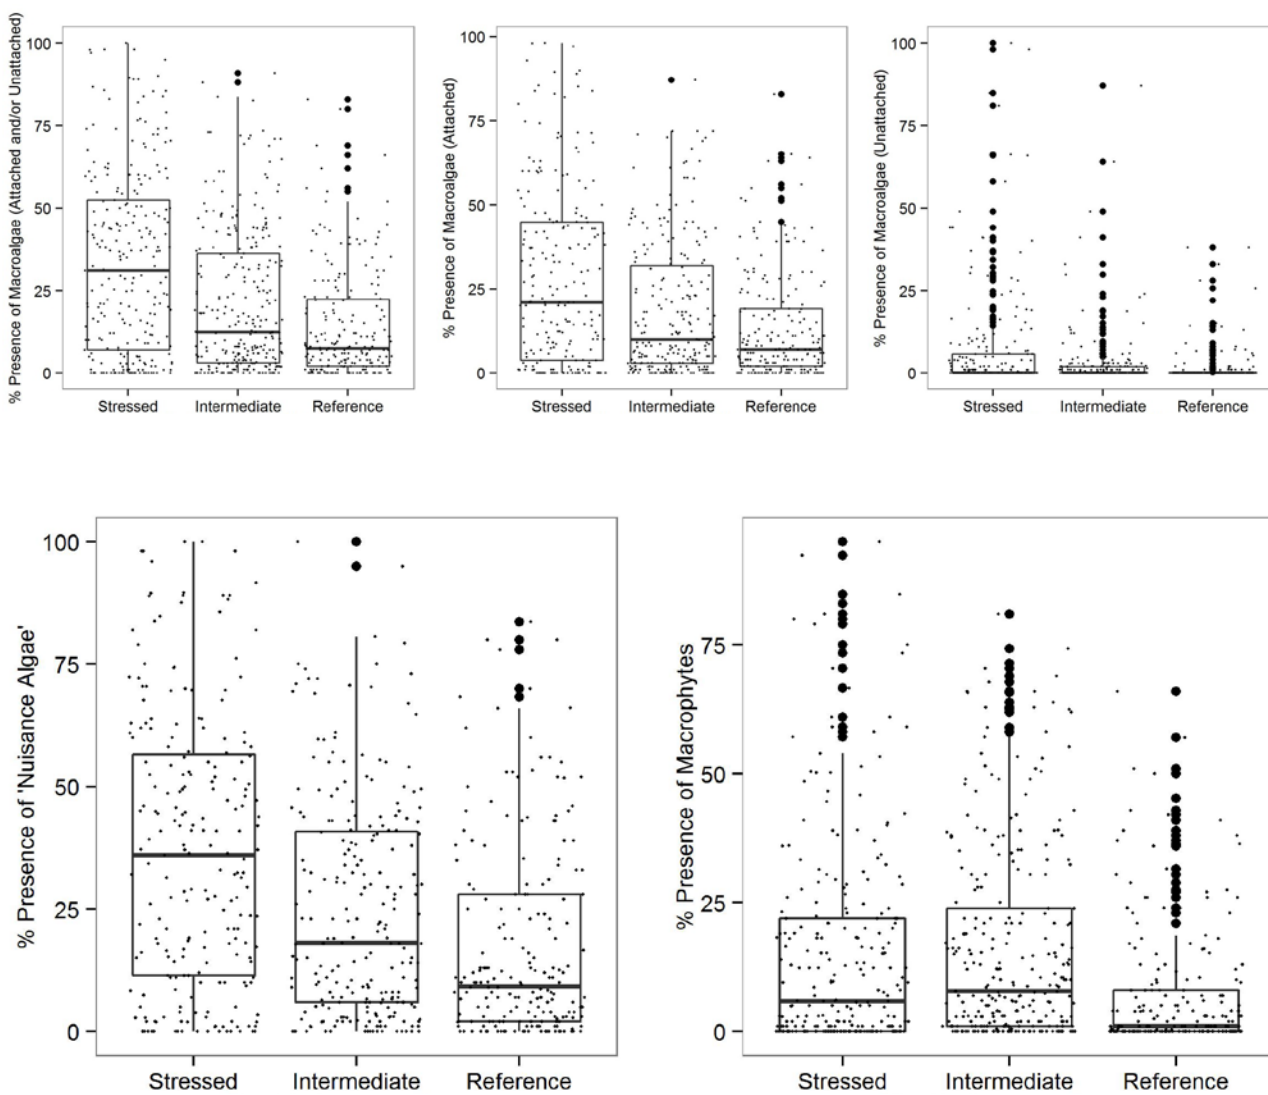 % Presence of Macroalgae (Attached and/or Unattached)
100
75
50
25
0
Stressed Intermediate Reference
% Presence of Macroalgae (Attached)
100
75
50
25
0
Stressed Intermediate Reference
% Presence of Macroalgae (Unattached)
100
75
50
25
0
Stressed Intermediate Reference
% Presence of 'Nuisance Algae'
100
75
50
25
0
Stressed Intermediate Reference
% Presence of Macrophytes
75
50
25
0
Stressed Intermediate Reference